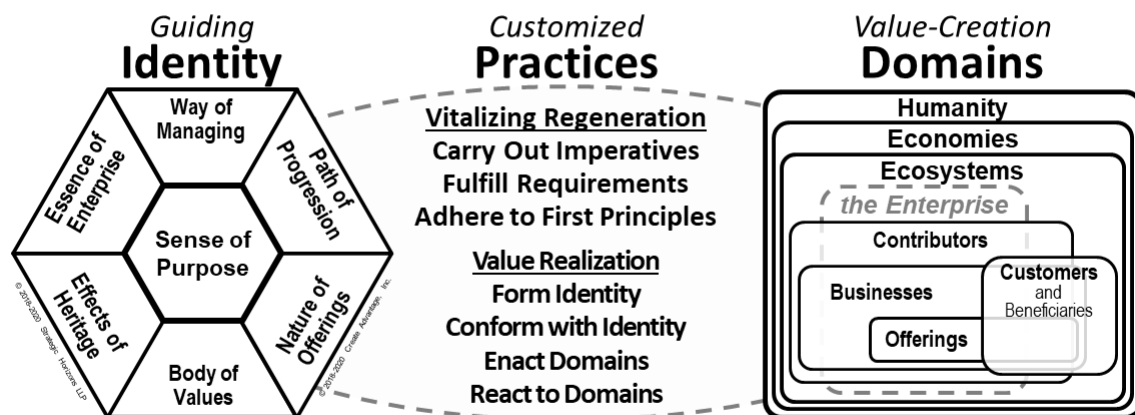 Guiding
Identity
Way of
Managing
Essence of
Enterprise
Path of
Progression
Sense of
Purpose
Effects of
Heritage
Nature of
Offerings
Body of
Values
© 2018-2020 Strategic Horizons LLP
© 2018-2020 Create Advantage, Inc.
Customized
Practices
Vitalizing Regeneration
Carry Out Imperatives
Fulfill Requirements
Adhere to First Principles
Value Realization
Form Identity
Conform with Identity
Enact Domains
React to Domains
Value-Creation
Domains
Humanity
Economies
Ecosystems
the Enterprise
Contributors
Businesses
Customers
and
Beneficiaries
Offerings